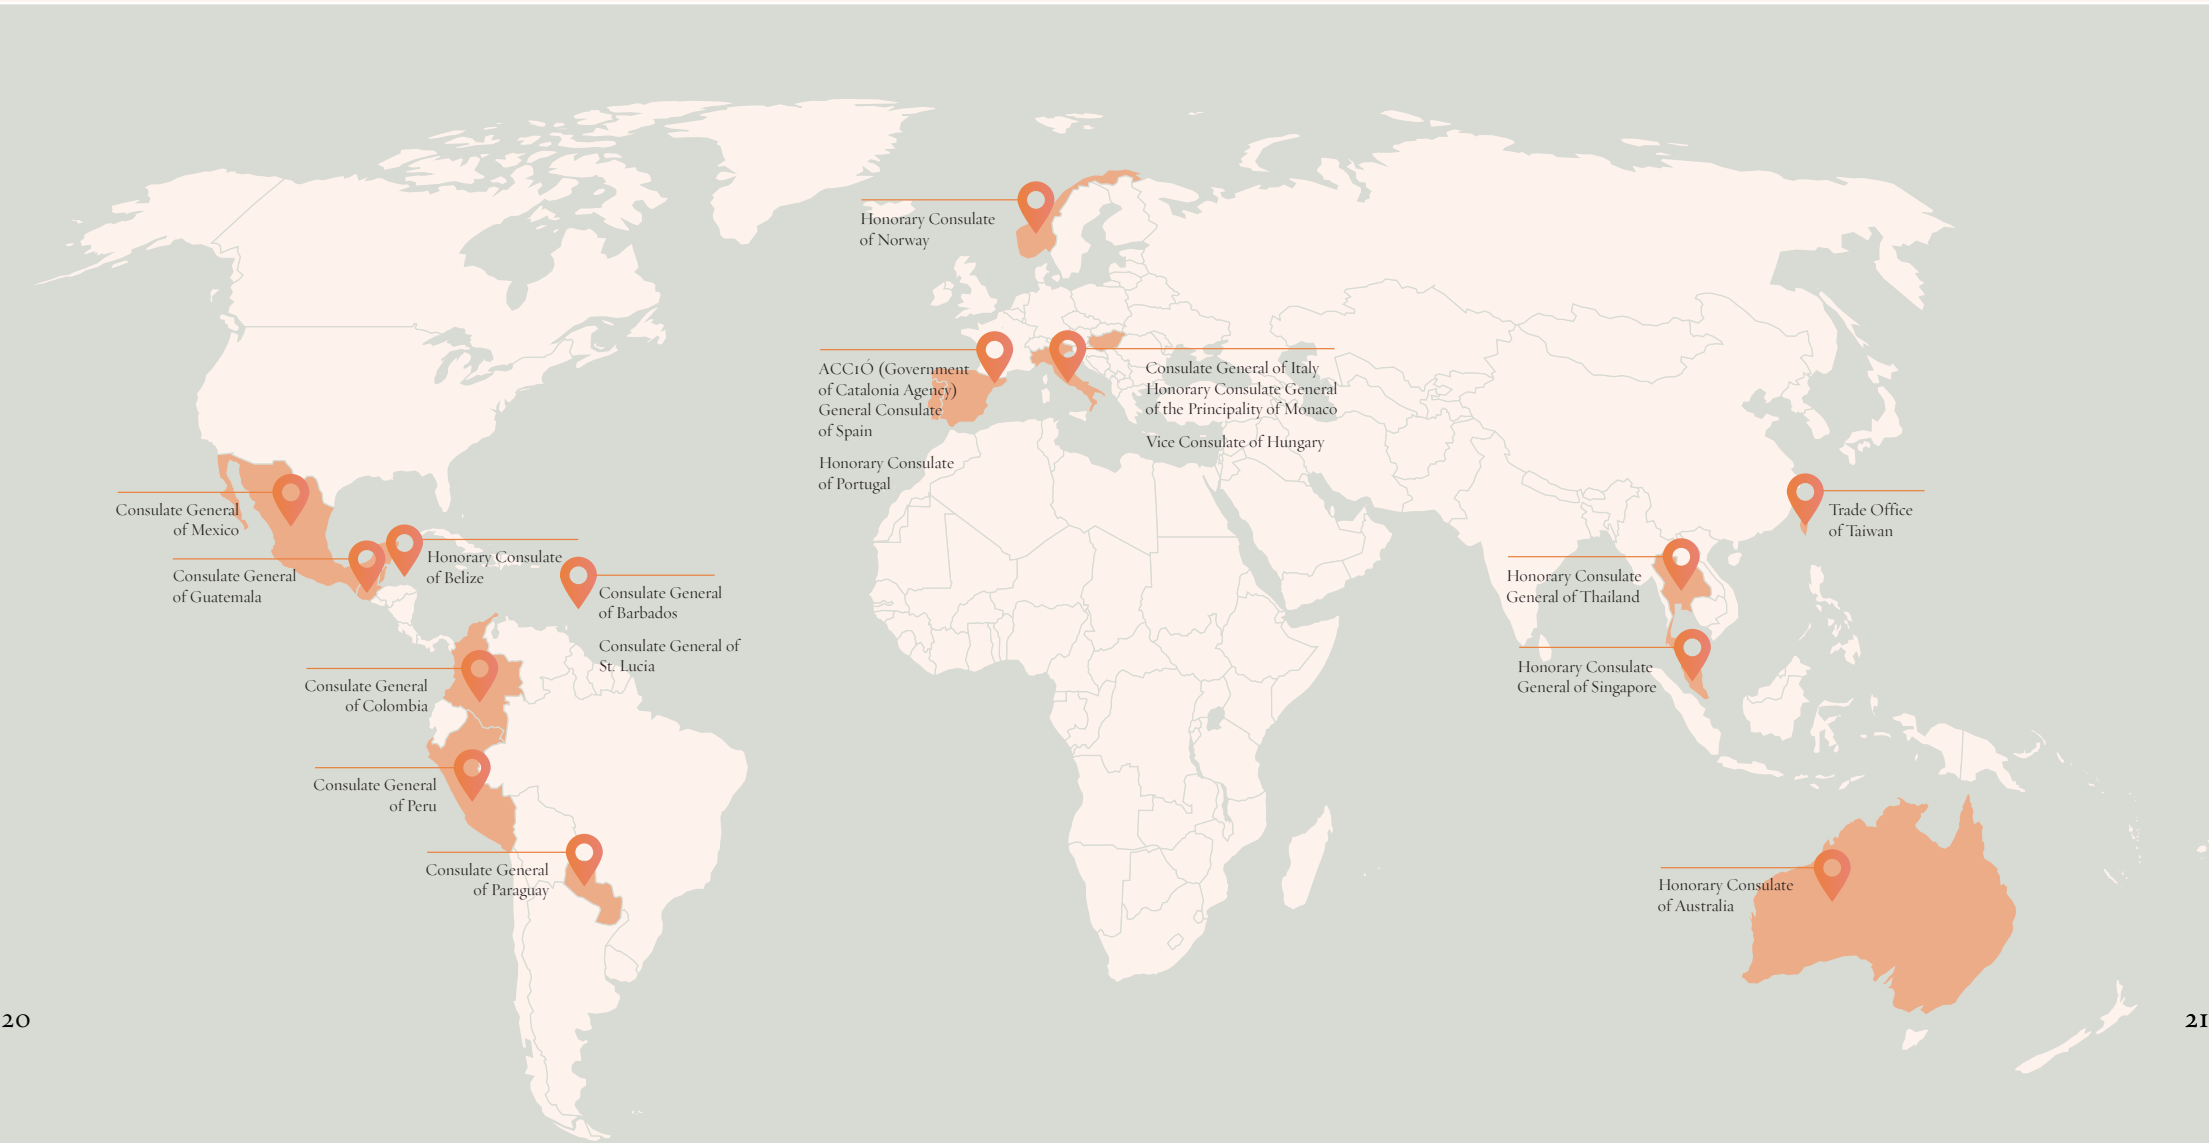 Honorary Consulate
of Norway
ACC1Ó (Government
of Catalonia Agency)
General Consulate
of Spain
Honorary Consulate
of Portugal
Consulate General of Italy
Honorary Consulate General
of the Principality of Monaco
Vice Consulate of Hungary
Consulate General
of Mexico
Consulate General
of Guatemala
Honorary Consulate
of Belize
Consulate General
of Barbados
Consulate General of
St. Lucia
Consulate General
of Colombia
Consulate General
of Peru
Consulate General
of Paraguay
Trade Office
of Taiwan
Honorary Consulate
General of Thailand
Honorary Consulate
General of Singapore
Honorary Consulate
of Australia
20
21